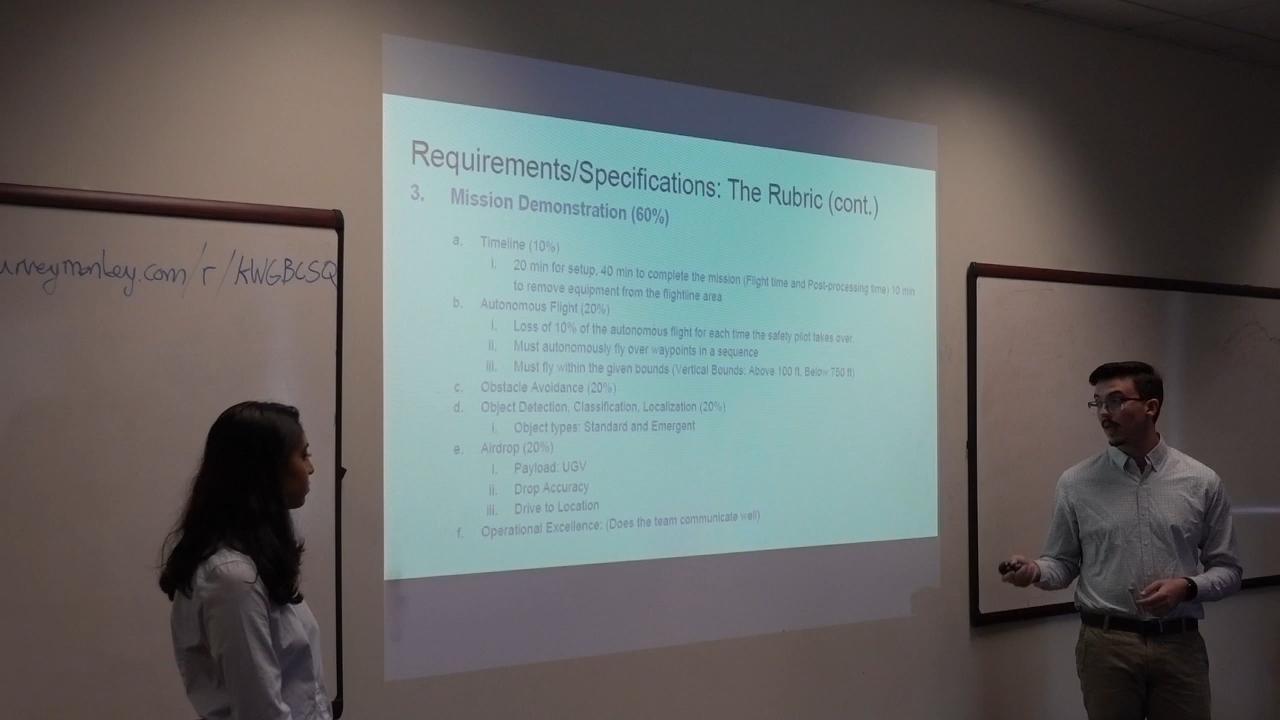 urveymonkey.com/r/KWGBCSQ
Requirements/Specifications: The Rubric (cont.)
3. Mission Demonstration (60%)
a. Timeline (10%)
i. 20 min for setup, 40 min to complete the mission (Flight time and Post-processing time) 10 min
to remove equipment from the flightline area
b. Autonomous Flight (20%)
i. Loss of 10% of the autonomous flight for each time the safety pilot takes over.
ii. Must autonomously fly over waypoints in a sequence
iii. Must fly within the given bounds (Vertical Bounds: Above 100 ft, Below 750 ft)
c. Obstacle Avoidance (20%)
d. Object Detection, Classification, Localization (20%)
i. Object types: Standard and Emergent
e. Airdrop (20%)
i. Payload: UGV
ii. Drop Accuracy
iii. Drive to Location
f. Operational Excellence: (Does the team communicate well)